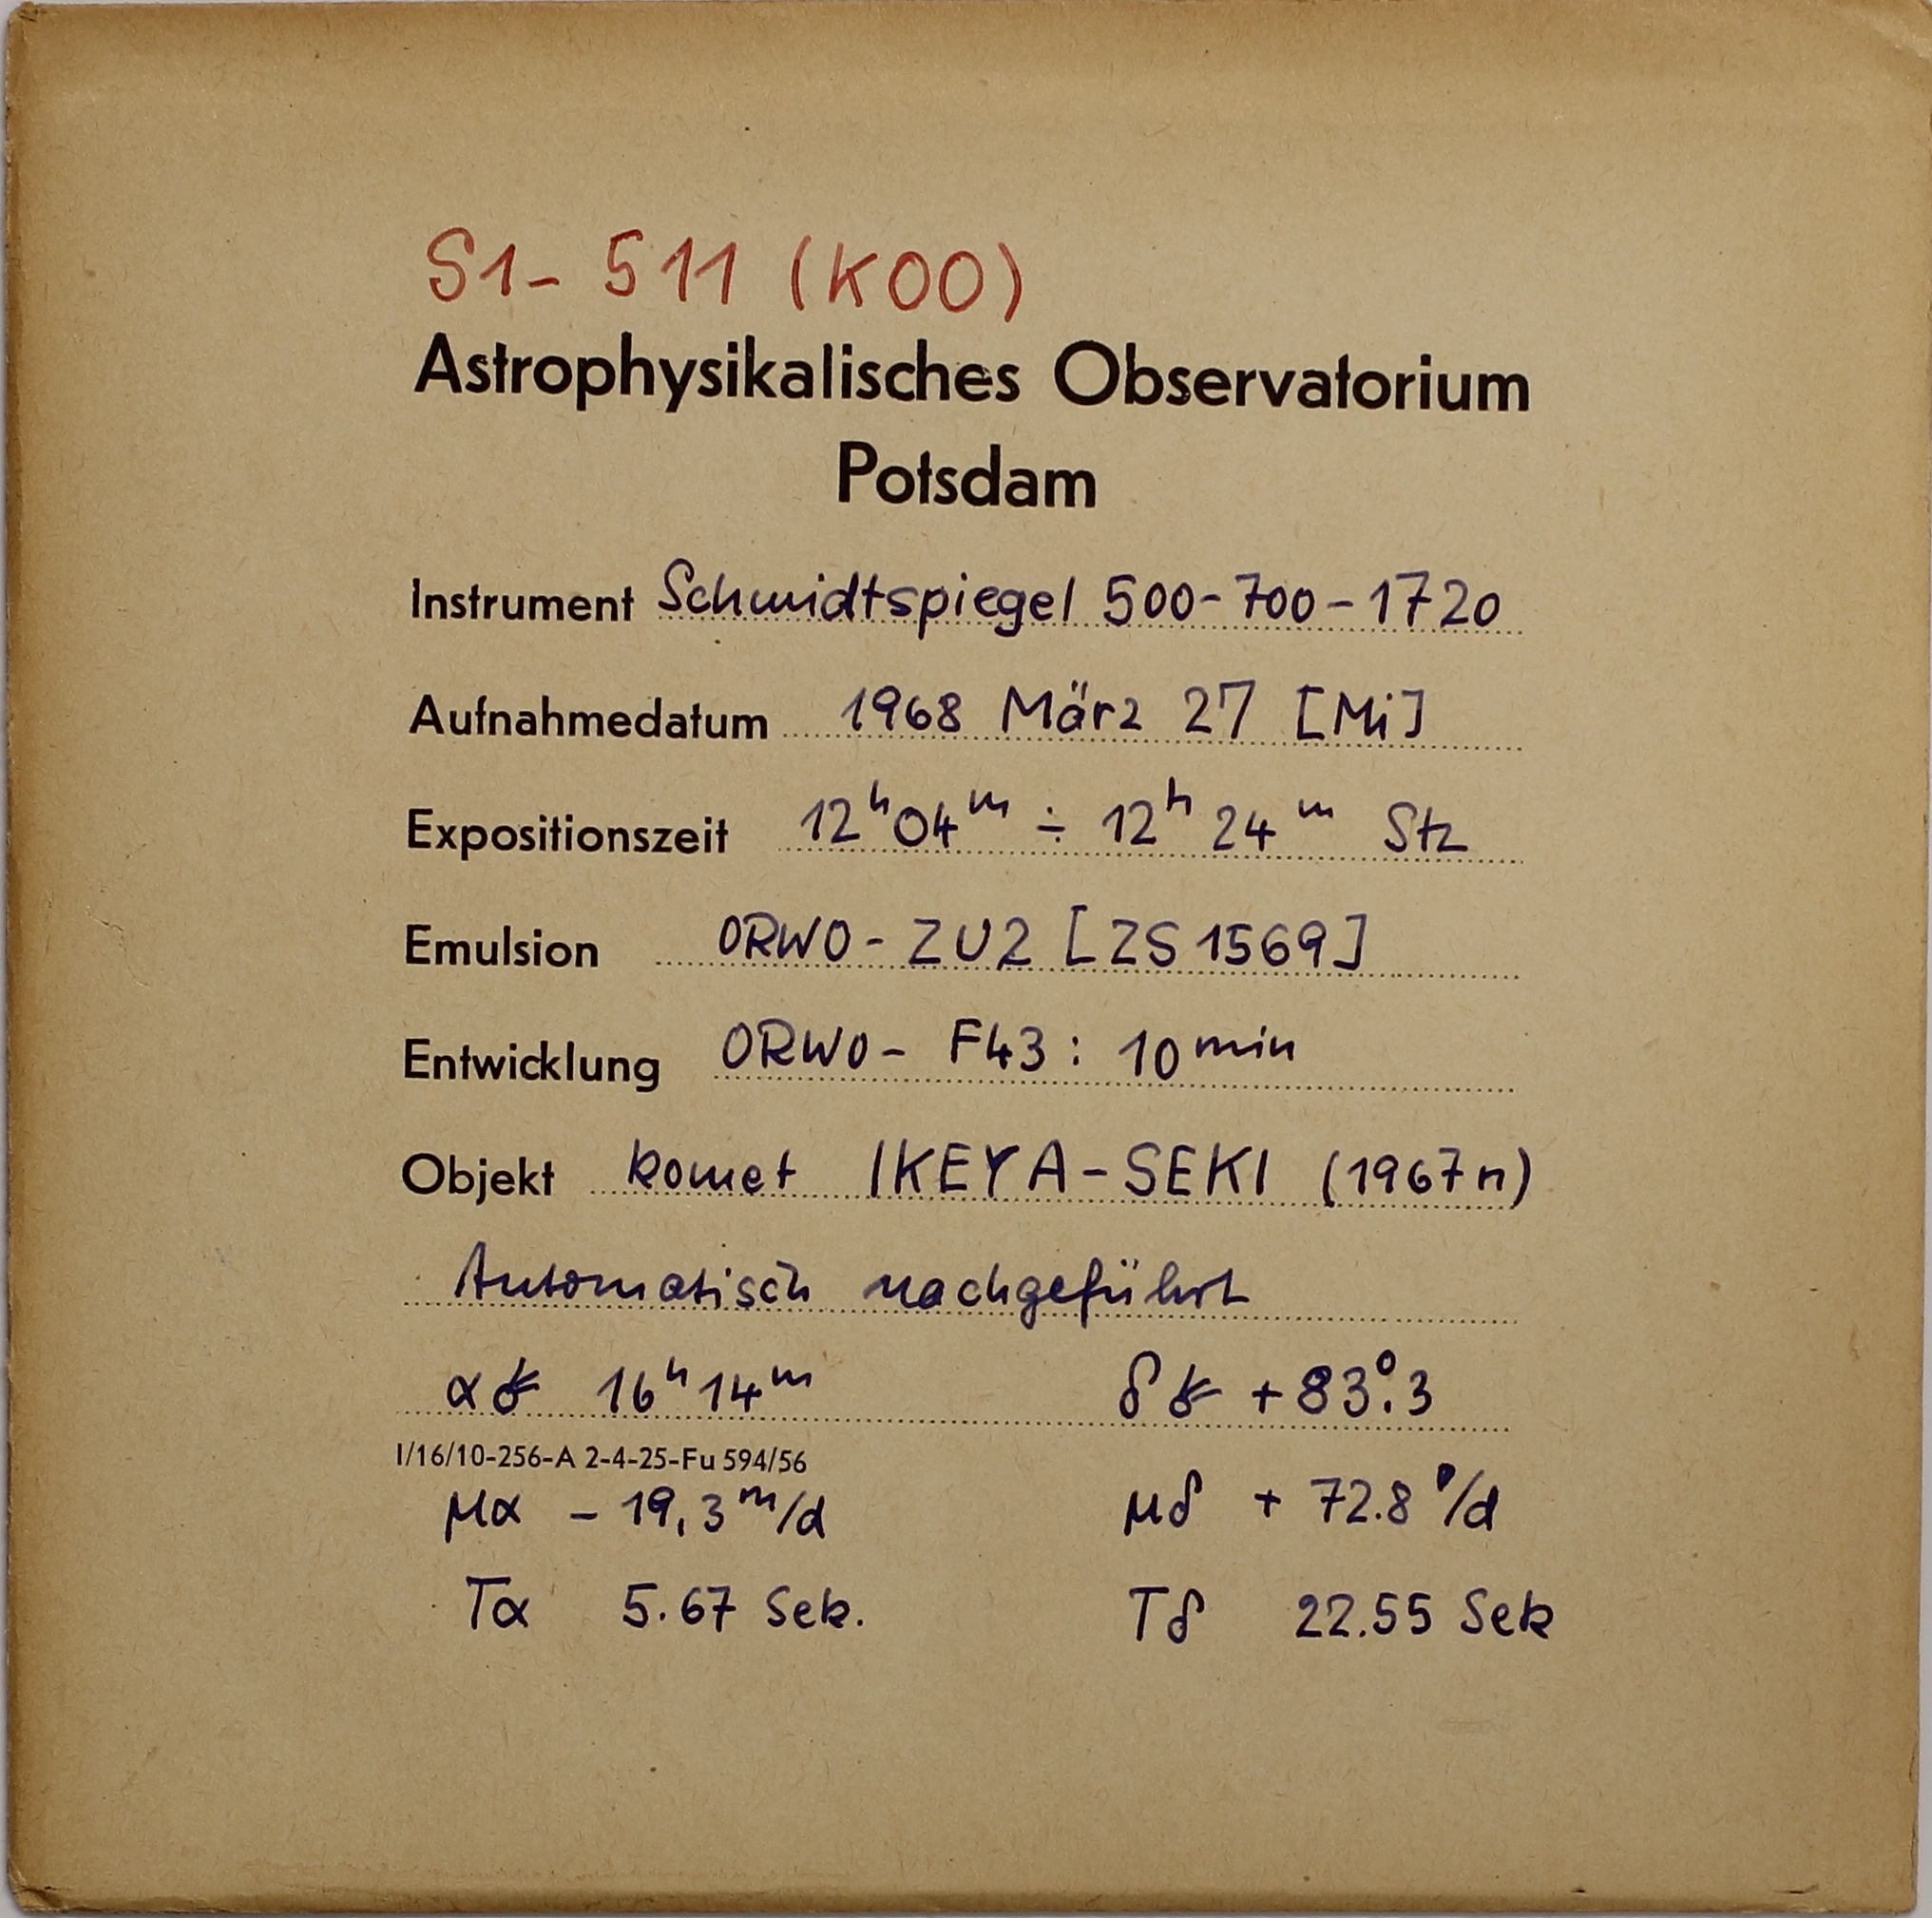 S1- 511 (K00)
Astrophysikalisches Observatorium
Potsdam
Instrument Schmidtspiegel 500-700-1720
Aufnahmedatum 1968 März 27 [Mi]
Expositionszeit 12ʰ04ᵐ ÷ 12ʰ24ᵐ Stz
Emulsion ORWO-ZU2 [ZS1569]
Entwicklung ORWO- F43: 10 min
Objekt Komet IKEYA-SEKI (1967n)
Automatisch nachgeführt
α☄ 16ʰ14ᵐ δ☄ +83°.3
I/16/10-256-A 2-4-25-Fu 594/56
μα - 19,3ᵐ/d μδ + 72.8'/d
Tα 5.67 Sek. Tδ 22.55 Sek